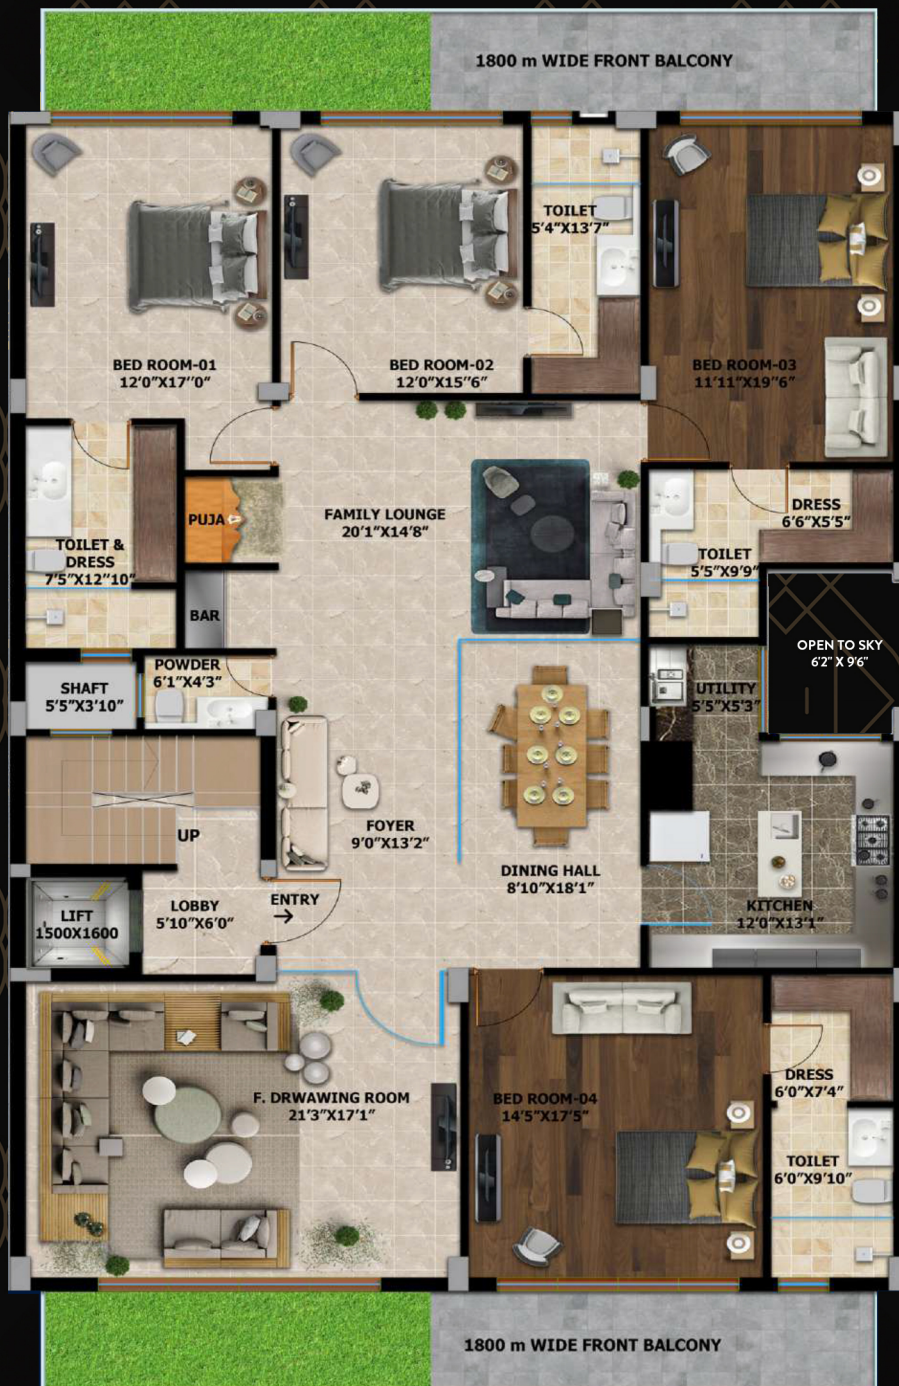 1800 m WIDE FRONT BALCONY
BED ROOM-01
12'0"X17''0"
BED ROOM-02
12'0"X15"6"
TOILET
5'4"X13'7"
BED ROOM-03
11'11"X19"6"
TOILET &
DRESS
7'5"X12"10"
PUJA
BAR
FAMILY LOUNGE
20'1"X14'8"
DRESS
6'6"X5'5"
TOILET
5'5"X9'9"
OPEN TO SKY
6'2" X 9'6"
SHAFT
5'5"X3'10"
POWDER
6'1"X4'3"
UTILITY
5'5"X5'3"
UP
FOYER
9'0"X13'2"
DINING HALL
8'10"X18'1"
KITCHEN
12'0"X13'1"
LIFT
1500X1600
LOBBY
5'10"X6'0"
ENTRY
F. DRWAWING ROOM
21'3"X17'1"
BED ROOM-04
14'5"X17'5"
DRESS
6'0"X7'4"
TOILET
6'0"X9'10"
1800 m WIDE FRONT BALCONY